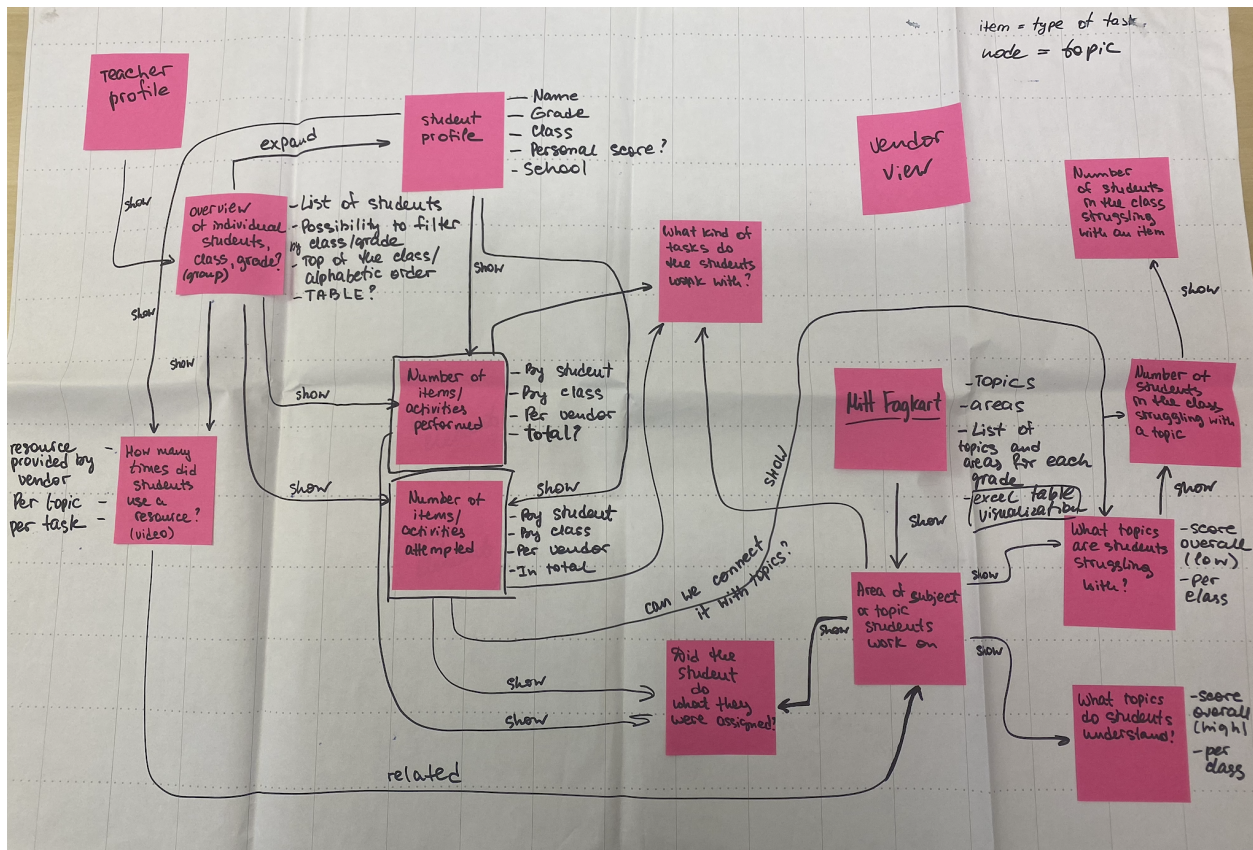 item = type of task.
node = topic
Teacher
profile
student
profile
- Name
- Grade
- Class
- Personal score?
- School
expand
show
overview
of individual
students,
class, grade?
(group)
- List of students
- Possibility to filter
by class/grade
- Top of the class/
alphabetic order
- TABLE?
Vendor
view
Number
of students
in the class
struggling
with an item
What kind of
tasks do
the students
work with?
show
show
show
show
show
Number of
items/
activities
performed
- By student
- By class
- Per vendor
- Total?
show
Mitt Fagkart
- Topics
- areas
- List of
topics and
areas for each
grade
- excel table
visualization
Number of
students
in the class
struggling with
a topic
resource -
provided by
vendor
Per topic -
per task -
How many
times did
students
use a
resource?
(video)
show
Number of
items/
activities
attempted
show
- By student
- By class
- Per vendor
- In total
show
can we connect
it with topics?
show
show
What topics
are students
struggling
with?
- score
overall
(low)
- per
class
show
Area of subject
or topic
students
work on
show
show
Did the
student
do
what they
were assigned?
show
show
What topics
do students
understand?
- score
overall
(high)
- per
class
related